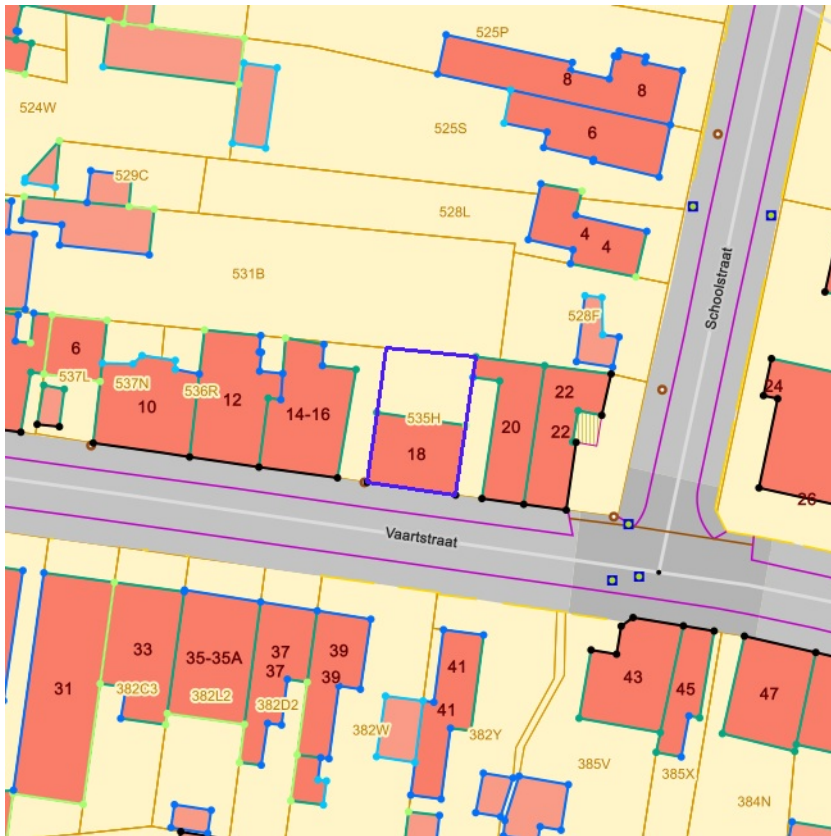 525P
8
8
524W
525S
6
529C
528L
4
4
Schoolstraat
531B
528F
6
537L
537N
536R
10
12
14-16
535H
18
20
22
22
24
26
Vaartstraat
33
35-35A
37
37
39
39
31
382C3
382L2
382D2
382W
41
41
382Y
43
45
47
385V
385X
384N